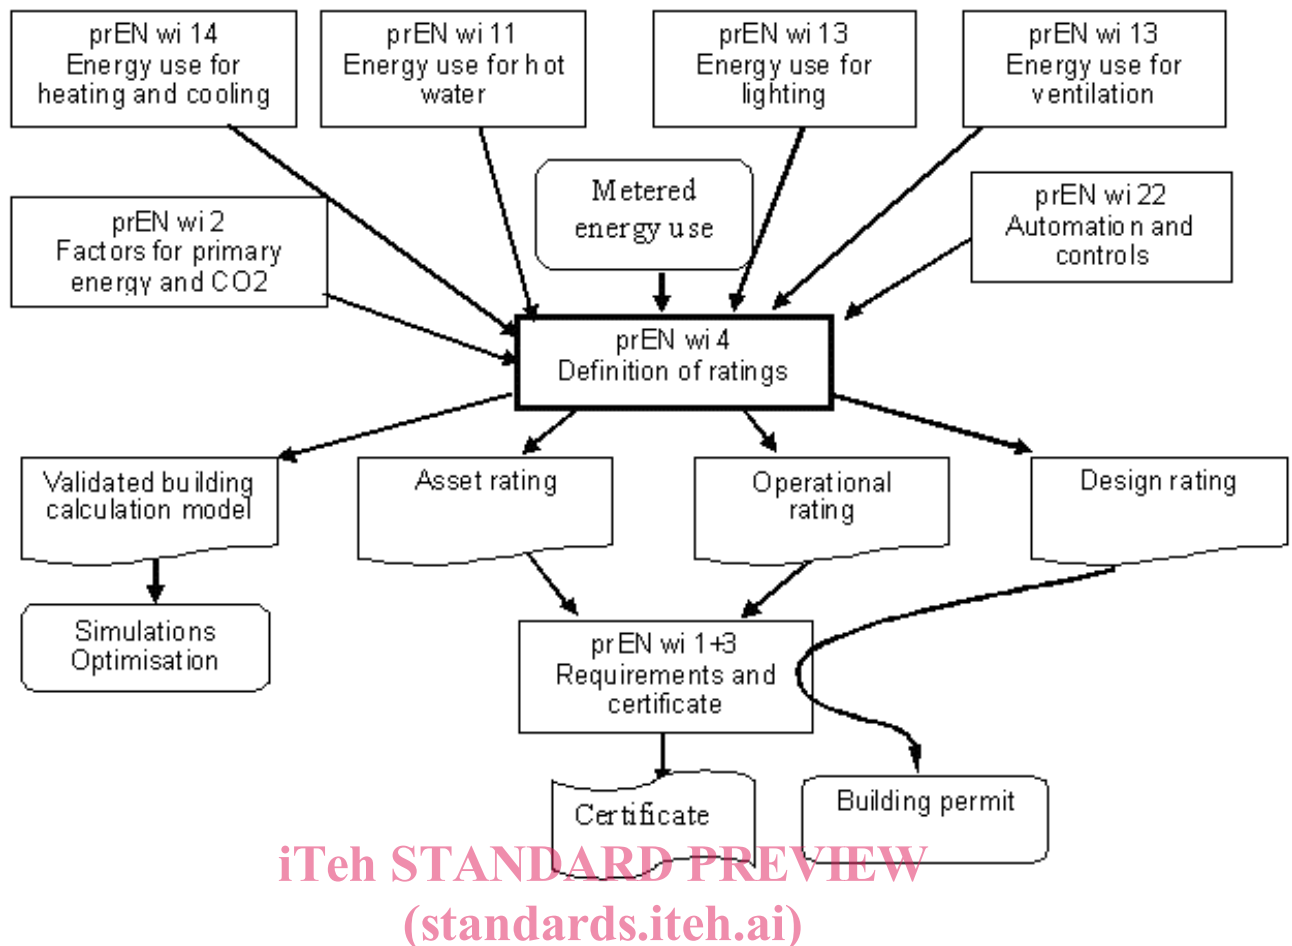 prEN wi 14
Energy use for
heating and cooling
prEN wi 11
Energy use for hot
water
prEN wi 13
Energy use for
lighting
prEN wi 13
Energy use for
ventilation
Metered
energy use
prEN wi 2
Factors for primary
energy and CO2
prEN wi 22
Automation and
controls
prEN wi 4
Definition of ratings
Validated building
calculation model
Asset rating
Operational
rating
Design rating
Simulations
Optimisation
prEN wi 1+3
Requirements and
certificate
Certificate
Building permit
iTeh STANDARD PREVIEW
(standards.iteh.ai)